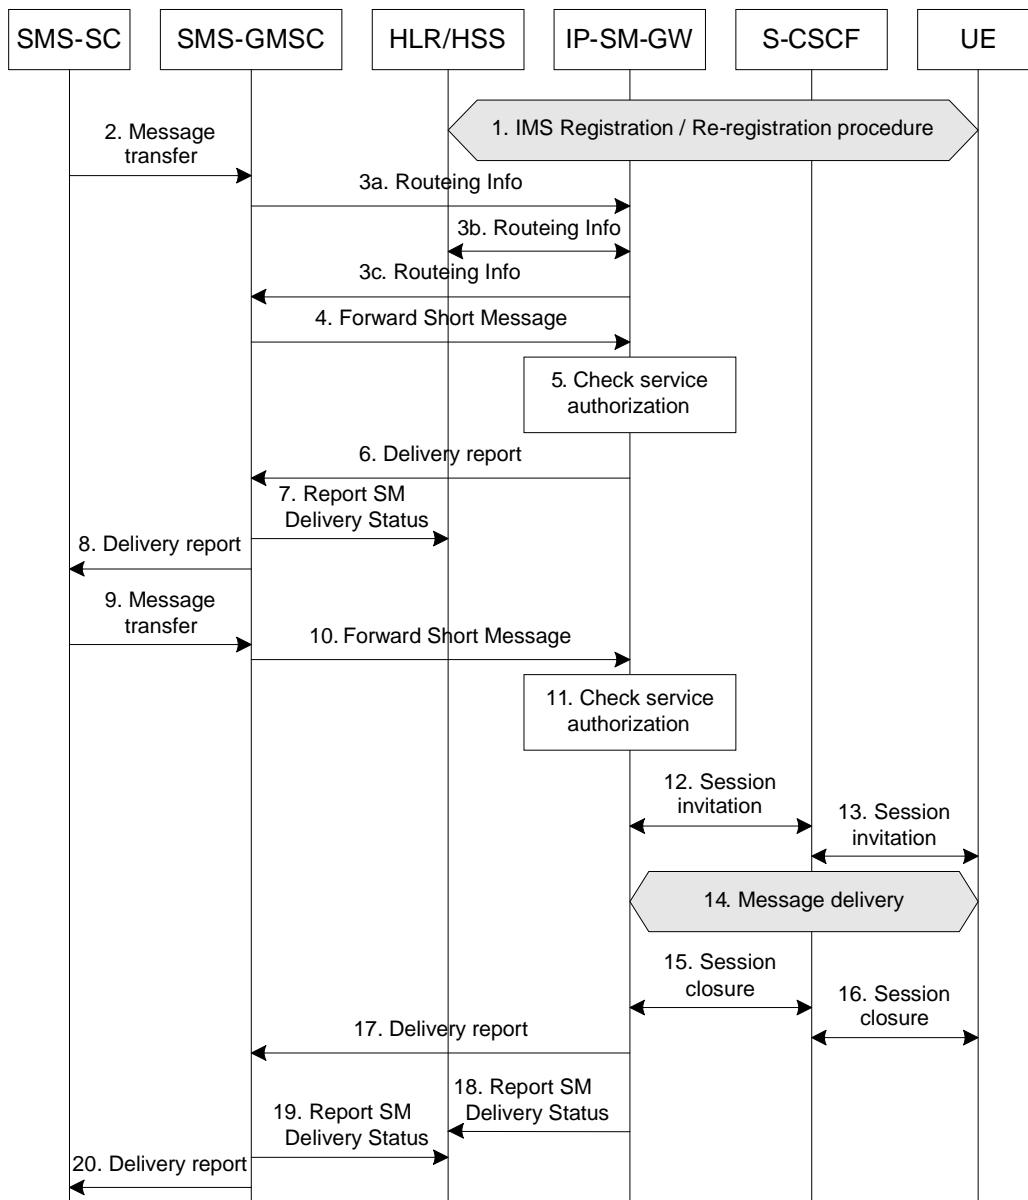 SMS-SC
SMS-GMSC
HLR/HSS
IP-SM-GW
S-CSCF
UE
1. IMS Registration / Re-registration procedure
2. Message
transfer
3a. Routeing Info
3b. Routeing Info
3c. Routeing Info
4. Forward Short Message
5. Check service
authorization
6. Delivery report
7. Report SM
Delivery Status
8. Delivery report
9. Message
transfer
10. Forward Short Message
11. Check service
authorization
12. Session
invitation
13. Session
invitation
14. Message delivery
15. Session
closure
16. Session
closure
17. Delivery report
18. Report SM
Delivery Status
19. Report SM
Delivery Status
20. Delivery report